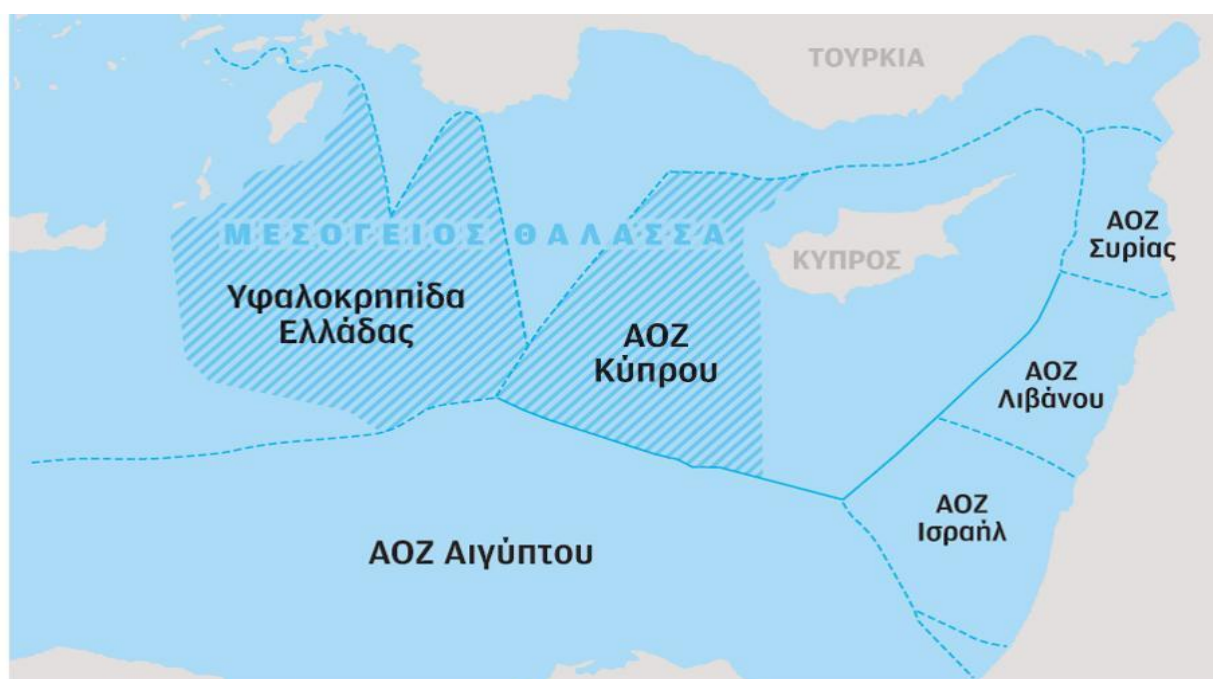 ΤΟΥΡΚΙΑ
ΜΕΣΟΓΕΙΟΣ ΘΑΛΑΣΣΑ
ΚΥΠΡΟΣ
ΑΟΖ
Συρίας
Υφαλοκρηπίδα
Ελλάδας
ΑΟΖ
Κύπρου
ΑΟΖ
Λιβάνου
ΑΟΖ
Ισραήλ
ΑΟΖ Αιγύπτου